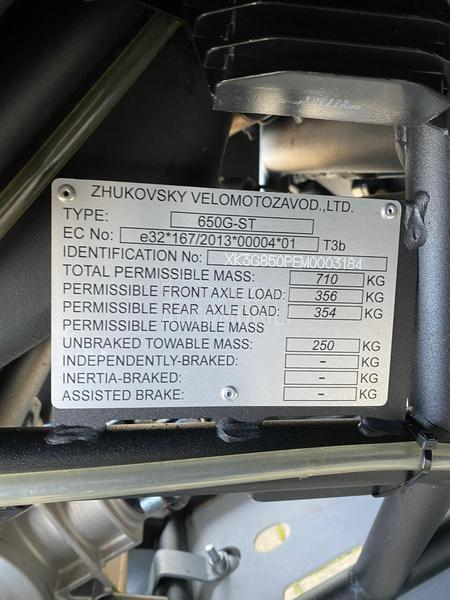 ZHUKOVSKY VELOMOTOZAVOD.,LTD.
TYPE: 650G-ST
EC No: e32*167/2013*00004*01 T3b
IDENTIFICATION No: XK3G850PEM0003184
TOTAL PERMISSIBLE MASS: 710 KG
PERMISSIBLE FRONT AXLE LOAD: 356 KG
PERMISSIBLE REAR AXLE LOAD: 354 KG
PERMISSIBLE TOWABLE MASS
UNBRAKED TOWABLE MASS: 250 KG
INDEPENDENTLY-BRAKED: - KG
INERTIA-BRAKED: - KG
ASSISTED BRAKE: - KG